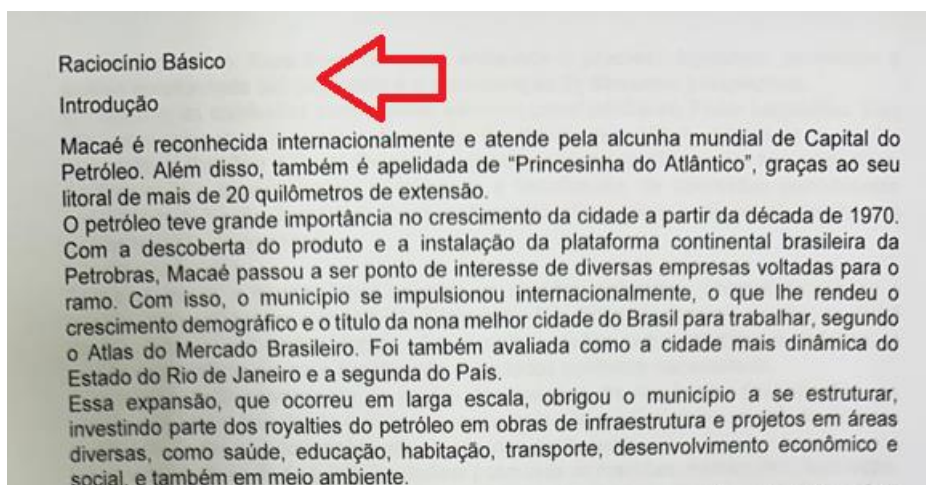 Raciocínio Básico
Introdução
Macaé é reconhecida internacionalmente e atende pela alcunha mundial de Capital do
Petróleo. Além disso, também é apelidada de “Princesinha do Atlântico”, graças ao seu
litoral de mais de 20 quilômetros de extensão.
O petróleo teve grande importância no crescimento da cidade a partir da década de 1970.
Com a descoberta do produto e a instalação da plataforma continental brasileira da
Petrobras, Macaé passou a ser ponto de interesse de diversas empresas voltadas para o
ramo. Com isso, o município se impulsionou internacionalmente, o que lhe rendeu o
crescimento demográfico e o título da nona melhor cidade do Brasil para trabalhar, segundo
o Atlas do Mercado Brasileiro. Foi também avaliada como a cidade mais dinâmica do
Estado do Rio de Janeiro e a segunda do País.
Essa expansão, que ocorreu em larga escala, obrigou o município a se estruturar,
investindo parte dos royalties do petróleo em obras de infraestrutura e projetos em áreas
diversas, como saúde, educação, habitação, transporte, desenvolvimento econômico e
social, e também em meio ambiente.